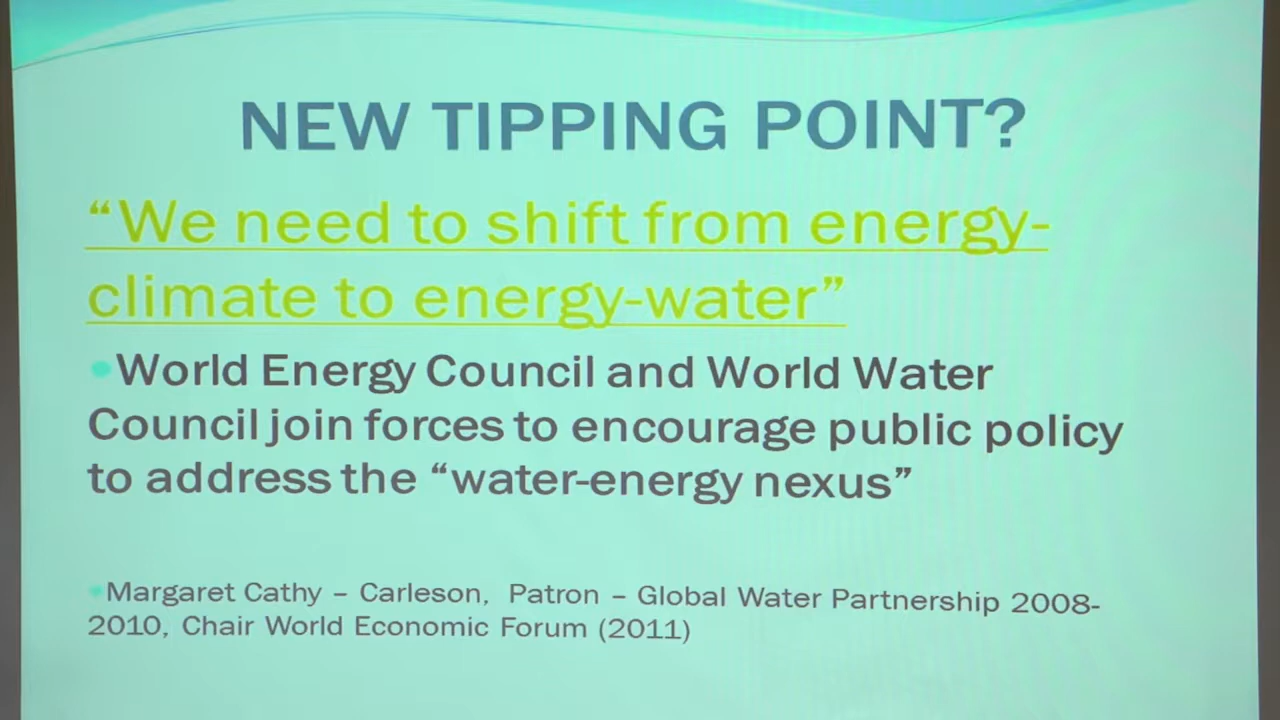 NEW TIPPING POINT?
“We need to shift from energy-
climate to energy-water”
•World Energy Council and World Water
Council join forces to encourage public policy
to address the “water-energy nexus”
•Margaret Cathy – Carleson, Patron – Global Water Partnership 2008-
2010, Chair World Economic Forum (2011)